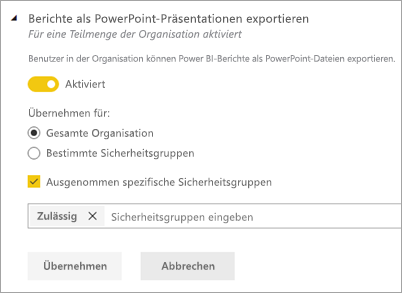 Berichte als PowerPoint-Präsentationen exportieren
Für eine Teilmenge der Organisation aktiviert
Benutzer in der Organisation können Power BI-Berichte als PowerPoint-Dateien exportieren.
Aktiviert
Übernehmen für:
Gesamte Organisation
Bestimmte Sicherheitsgruppen
Ausgenommen spezifische Sicherheitsgruppen
Zulässig Sicherheitsgruppen eingeben
Übernehmen Abbrechen